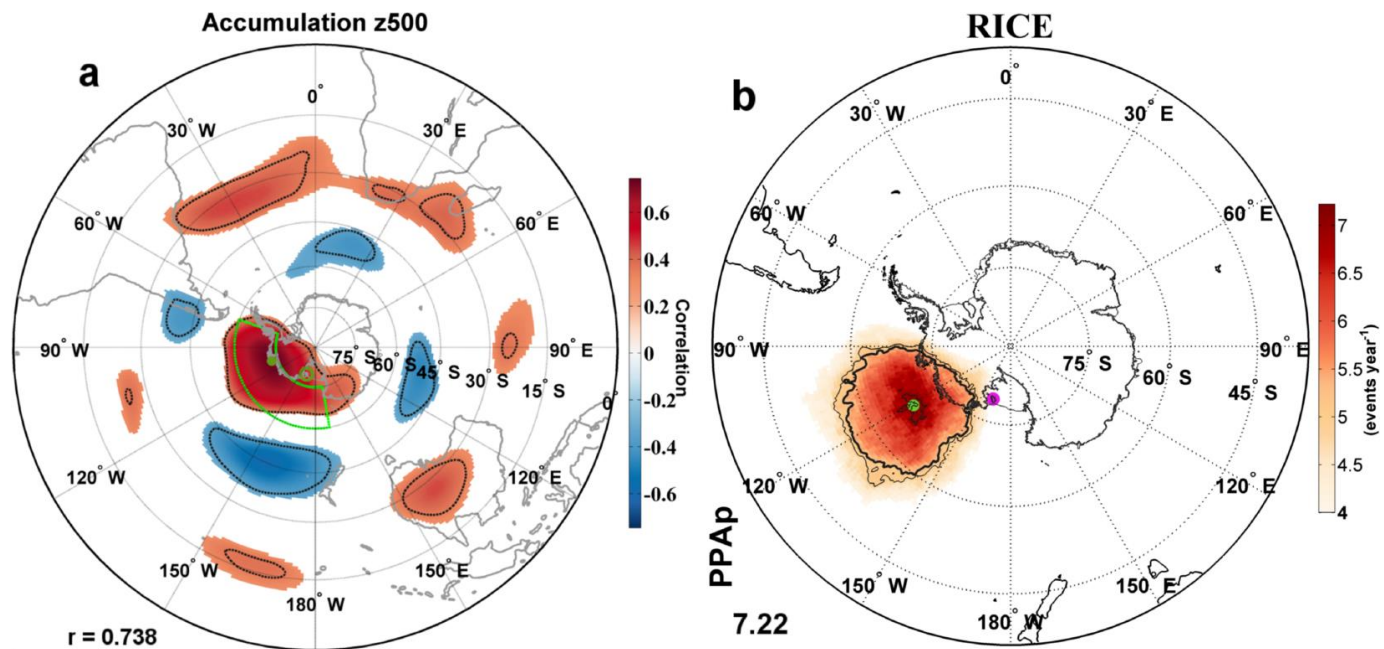 Accumulation z500
a
0°
30° W
30° E
60° W
60° E
90° W
75° S
60° S
45° S
30° S
15° S
90° E
0°
120° W
120° E
150° W
150° E
180° W
r = 0.738
0.6
0.4
0.2
0
-0.2
-0.4
-0.6
Correlation
RICE
b
0°
30° W
30° E
60° W
60° E
90° W
75° S
60° S
45° S
90° E
120° W
120° E
150° W
150° E
180° W
PPAp
7.22
7
6.5
6
5.5
5
4.5
4
(events year⁻¹)